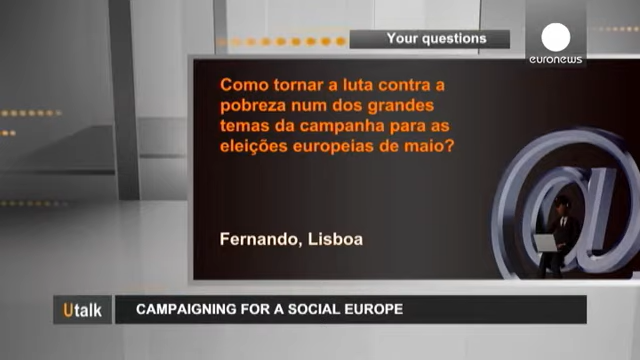 Your questions
euronews
Como tornar a luta contra a
pobreza num dos grandes
temas da campanha para as
eleições europeias de maio?
@
Fernando, Lisboa
Utalk
CAMPAIGNING FOR A SOCIAL EUROPE